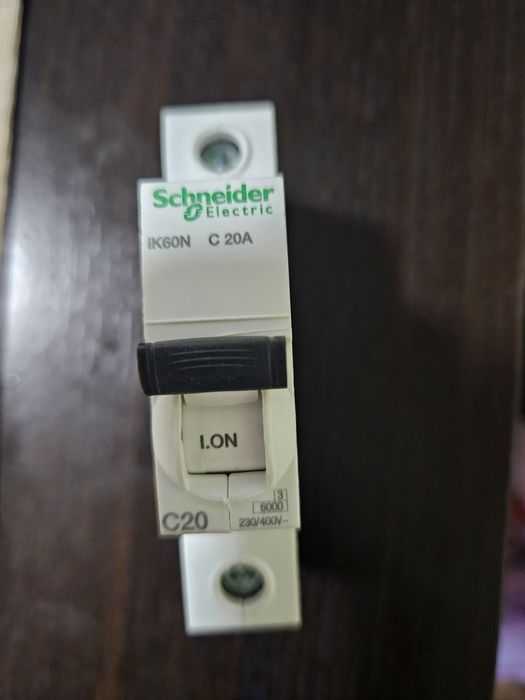 Schneider
Electric
iK60N C 20A
I.ON
3
6000
C20 230/400V~